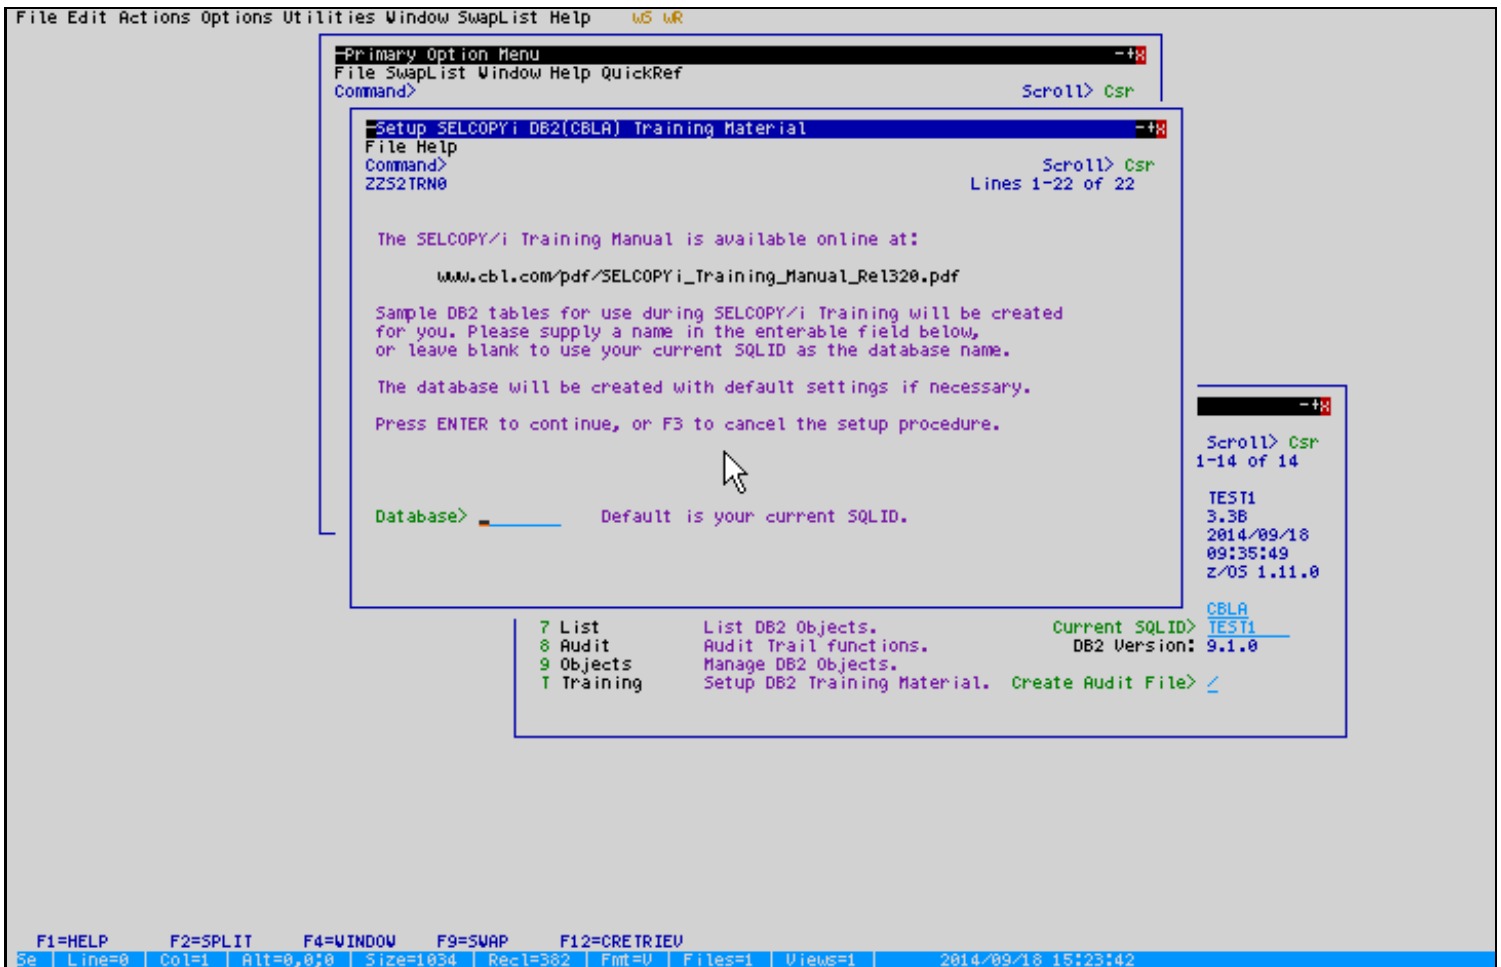 File Edit Actions Options Utilities Window SwapList Help wS wR
Primary Option Menu -+x
File SwapList Window Help QuickRef
Command> Scroll> Csr
Setup SELCOPYi DB2(CBLA) Training Material -+x
File Help
Command> Scroll> Csr
ZZS2TRN0 Lines 1-22 of 22
The SELCOPY/i Training Manual is available online at:
www.cbl.com/pdf/SELCOPYi_Training_Manual_Rel320.pdf
Sample DB2 tables for use during SELCOPY/i Training will be created
for you. Please supply a name in the enterable field below,
or leave blank to use your current SQLID as the database name.
The database will be created with default settings if necessary.
Press ENTER to continue, or F3 to cancel the setup procedure.
Database> Default is your current SQLID.
-+x
Scroll> Csr
1-14 of 14
TEST1
3.3B
2014/09/18
09:35:49
z/OS 1.11.0
CBLA
7 List List DB2 Objects. Current SQLID> TEST1
8 Audit Audit Trail functions. DB2 Version: 9.1.0
9 Objects Manage DB2 Objects.
T Training Setup DB2 Training Material. Create Audit File> /
F1=HELP F2=SPLIT F4=WINDOW F9=SWAP F12=CRETRIEV
Se | Line=0 | Col=1 | Alt=0,0;0 | Size=1034 | Recl=382 | Fmt=V | Files=1 | Views=1 | 2014/09/18 15:23:42